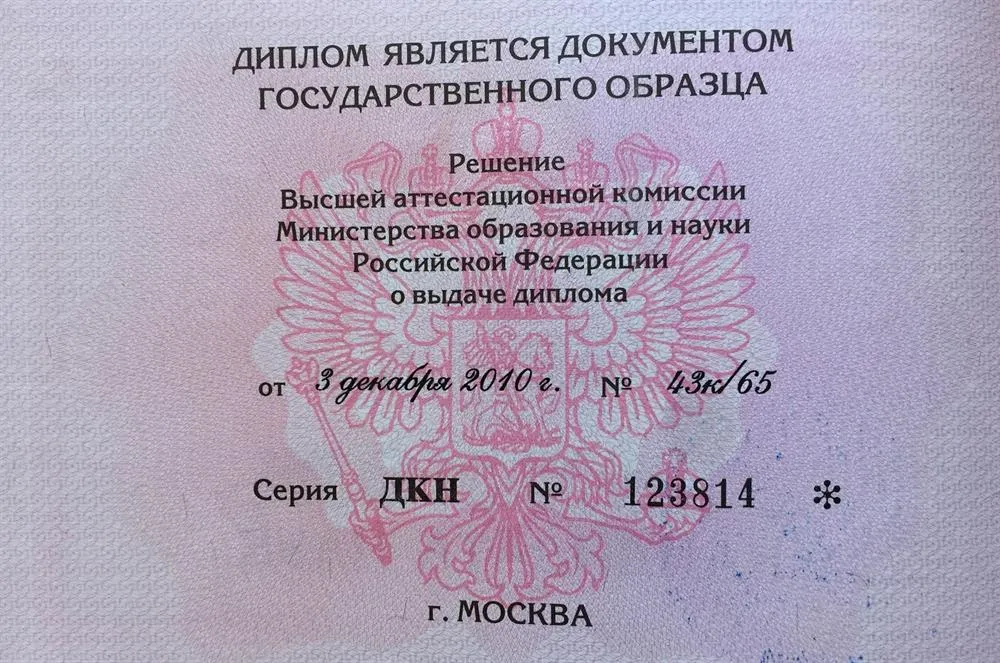 ДИПЛОМ ЯВЛЯЕТСЯ ДОКУМЕНТОМ
ГОСУДАРСТВЕННОГО ОБРАЗЦА
Решение
Высшей аттестационной комиссии
Министерства образования и науки
Российской Федерации
о выдаче диплома
от 3 декабря 2010 г. № 43к/65
Серия ДКН № 123814 *
г. МОСКВА